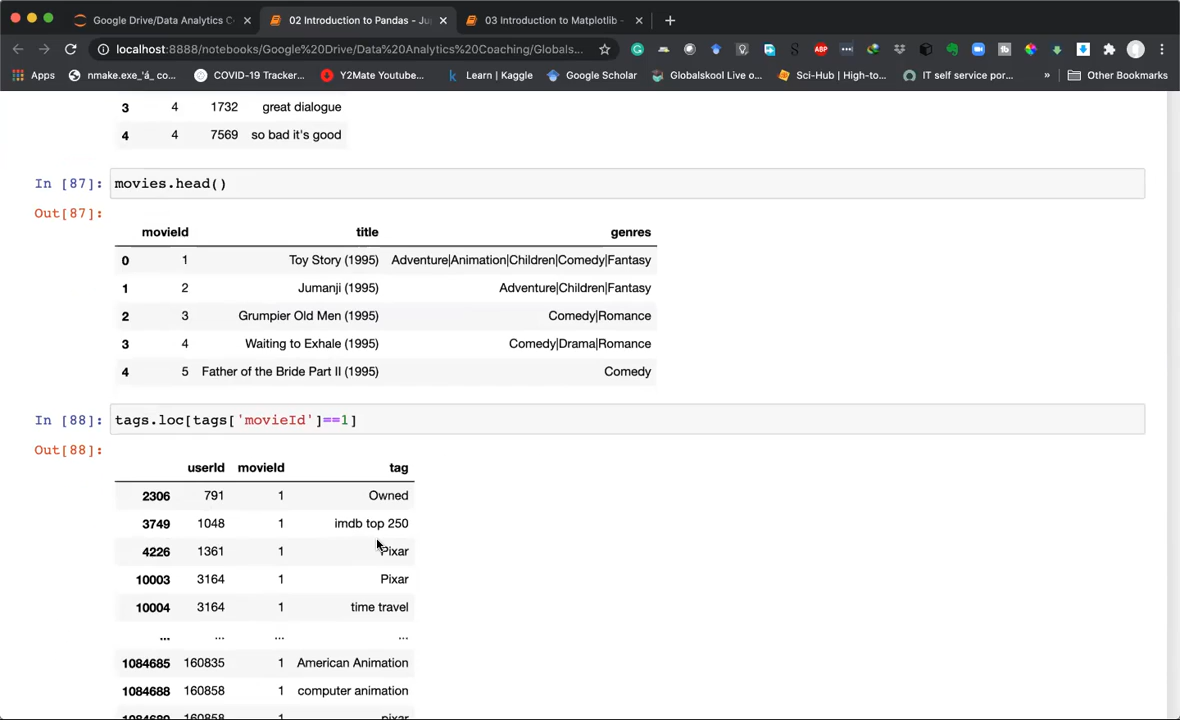 Google Drive/Data Analytics C
02 Introduction to Pandas - Ju
03 Introduction to Matplotlib -
localhost:8888/notebooks/Google%20Drive/Data%20Analytics%20Coaching/Globals...
Apps
nmake.exe_'á_ co...
COVID-19 Tracker...
Y2Mate Youtube...
Learn | Kaggle
Google Scholar
Globalskool Live o...
Sci-Hub | High-to...
IT self service por...
»
Other Bookmarks
3 4 1732 great dialogue
4 4 7569 so bad it's good
In [87]: movies.head()
Out[87]:
movieId title genres
0 1 Toy Story (1995) Adventure|Animation|Children|Comedy|Fantasy
1 2 Jumanji (1995) Adventure|Children|Fantasy
2 3 Grumpier Old Men (1995) Comedy|Romance
3 4 Waiting to Exhale (1995) Comedy|Drama|Romance
4 5 Father of the Bride Part II (1995) Comedy
In [88]: tags.loc[tags['movieId']==1]
Out[88]:
userId movieId tag
2306 791 1 Owned
3749 1048 1 imdb top 250
4226 1361 1 Pixar
10003 3164 1 Pixar
10004 3164 1 time travel
... ... ... ...
1084685 160835 1 American Animation
1084688 160858 1 computer animation
1084689 160858 1 pixar